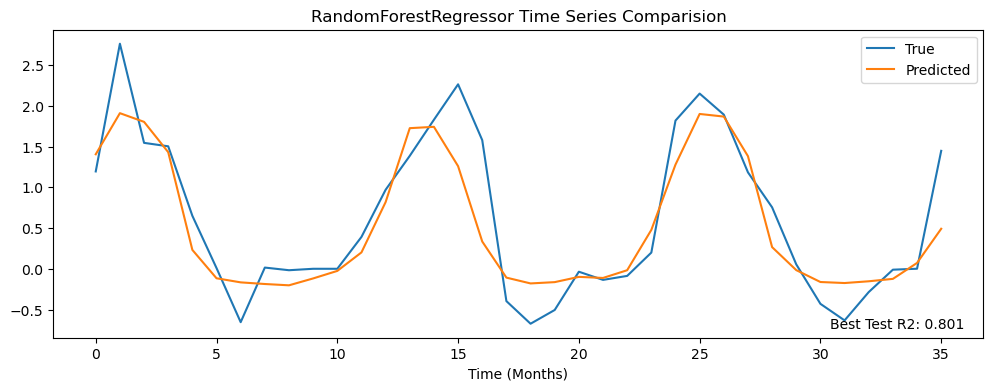 RandomForestRegressor Time Series Comparision
True
Predicted
2.5
2.0
1.5
1.0
0.5
0.0
−0.5
Best Test R2: 0.801
0 5 10 15 20 25 30 35
Time (Months)